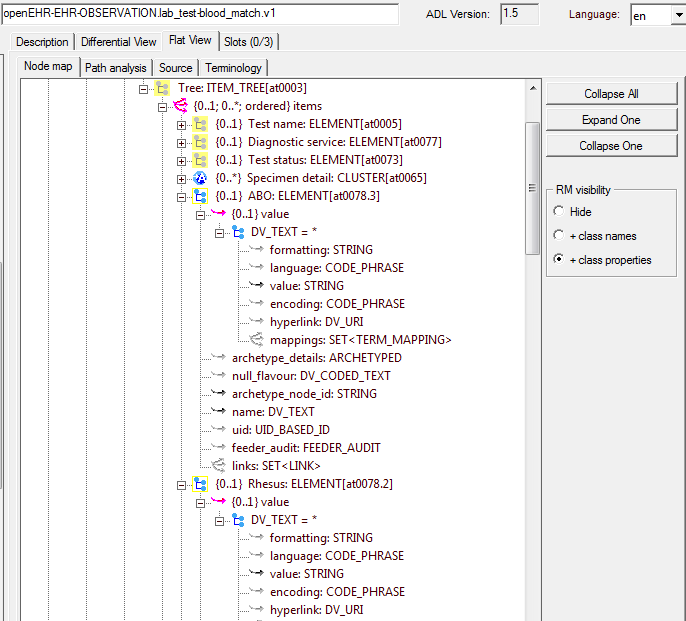 openEHR-EHR-OBSERVATION.lab_test-blood_match.v1
ADL Version: 1.5 Language: en
Description Differential View Flat View Slots (0/3)
Node map Path analysis Source Terminology
Tree: ITEM_TREE[at0003]
{0..1; 0..*; ordered} items
{0..1} Test name: ELEMENT[at0005]
{0..1} Diagnostic service: ELEMENT[at0077]
{0..1} Test status: ELEMENT[at0073]
{0..*} Specimen detail: CLUSTER[at0065]
{0..1} ABO: ELEMENT[at0078.3]
{0..1} value
DV_TEXT = *
formatting: STRING
language: CODE_PHRASE
value: STRING
encoding: CODE_PHRASE
hyperlink: DV_URI
mappings: SET<TERM_MAPPING>
archetype_details: ARCHETYPED
null_flavour: DV_CODED_TEXT
archetype_node_id: STRING
name: DV_TEXT
uid: UID_BASED_ID
feeder_audit: FEEDER_AUDIT
links: SET<LINK>
{0..1} Rhesus: ELEMENT[at0078.2]
{0..1} value
DV_TEXT = *
formatting: STRING
language: CODE_PHRASE
value: STRING
encoding: CODE_PHRASE
hyperlink: DV_URI
Collapse All
Expand One
Collapse One
RM visibility
Hide
+ class names
+ class properties